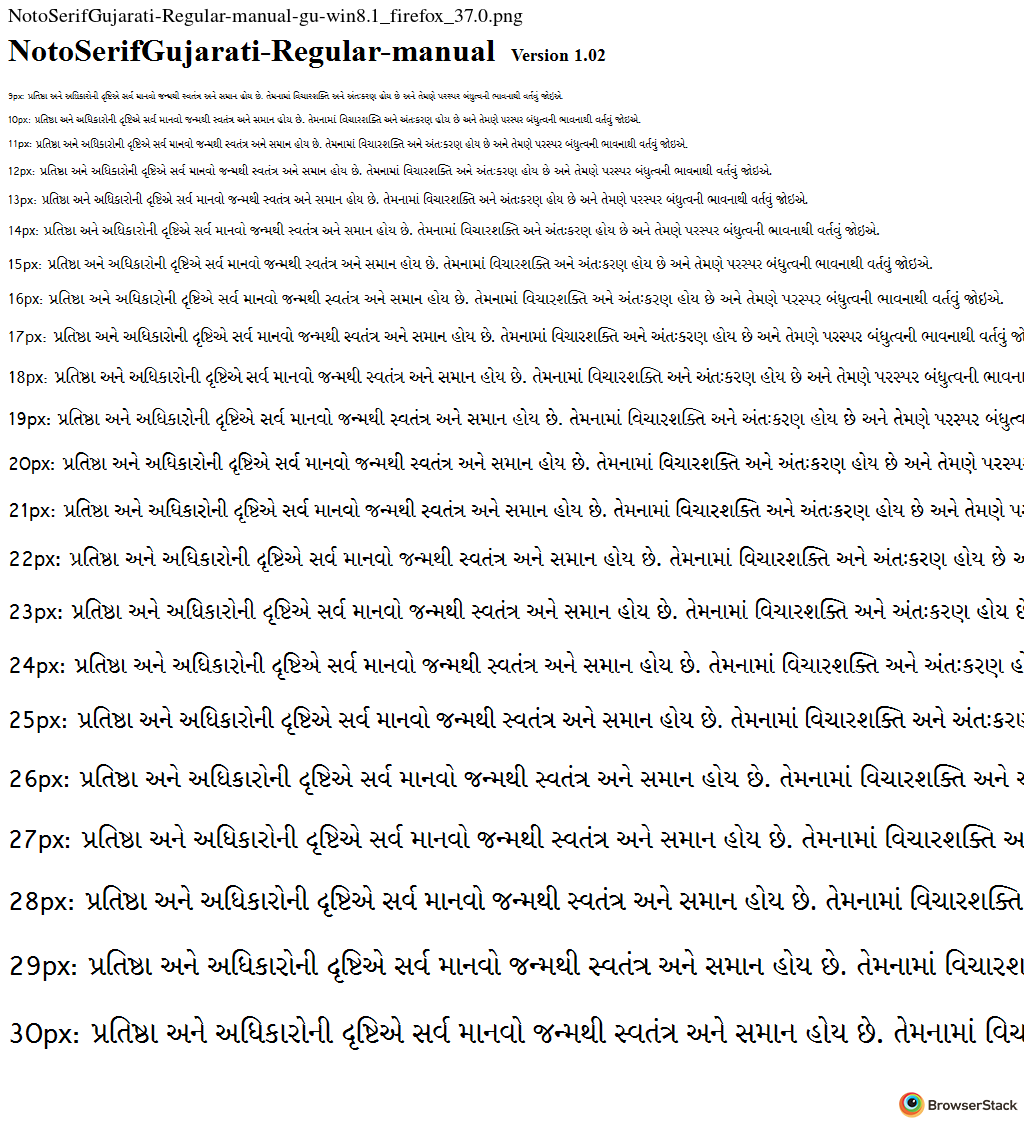 NotoSerifGujarati-Regular-manual-gu-win8.1_firefox_37.0.png
NotoSerifGujarati-Regular-manual Version 1.02
9px: પ્રતિષ્ઠા અને અધિકારોની દૃષ્ટિએ સર્વ માનવો જન્મથી સ્વતંત્ર અને સમાન હોય છે. તેમનામાં વિચારશક્તિ અને અંતઃકરણ હોય છે અને તેમણે પરસ્પર બંધુત્વની ભાવનાથી વર્તવું જોઇએ.
10px: પ્રતિષ્ઠા અને અધિકારોની દૃષ્ટિએ સર્વ માનવો જન્મથી સ્વતંત્ર અને સમાન હોય છે. તેમનામાં વિચારશક્તિ અને અંતઃકરણ હોય છે અને તેમણે પરસ્પર બંધુત્વની ભાવનાથી વર્તવું જોઇએ.
11px: પ્રતિષ્ઠા અને અધિકારોની દૃષ્ટિએ સર્વ માનવો જન્મથી સ્વતંત્ર અને સમાન હોય છે. તેમનામાં વિચારશક્તિ અને અંતઃકરણ હોય છે અને તેમણે પરસ્પર બંધુત્વની ભાવનાથી વર્તવું જોઇએ.
12px: પ્રતિષ્ઠા અને અધિકારોની દૃષ્ટિએ સર્વ માનવો જન્મથી સ્વતંત્ર અને સમાન હોય છે. તેમનામાં વિચારશક્તિ અને અંતઃકરણ હોય છે અને તેમણે પરસ્પર બંધુત્વની ભાવનાથી વર્તવું જોઇએ.
13px: પ્રતિષ્ઠા અને અધિકારોની દૃષ્ટિએ સર્વ માનવો જન્મથી સ્વતંત્ર અને સમાન હોય છે. તેમનામાં વિચારશક્તિ અને અંતઃકરણ હોય છે અને તેમણે પરસ્પર બંધુત્વની ભાવનાથી વર્તવું જોઇએ.
14px: પ્રતિષ્ઠા અને અધિકારોની દૃષ્ટિએ સર્વ માનવો જન્મથી સ્વતંત્ર અને સમાન હોય છે. તેમનામાં વિચારશક્તિ અને અંતઃકરણ હોય છે અને તેમણે પરસ્પર બંધુત્વની ભાવનાથી વર્તવું જોઇએ.
15px: પ્રતિષ્ઠા અને અધિકારોની દૃષ્ટિએ સર્વ માનવો જન્મથી સ્વતંત્ર અને સમાન હોય છે. તેમનામાં વિચારશક્તિ અને અંતઃકરણ હોય છે અને તેમણે પરસ્પર બંધુત્વની ભાવનાથી વર્તવું જોઇએ.
16px: પ્રતિષ્ઠા અને અધિકારોની દૃષ્ટિએ સર્વ માનવો જન્મથી સ્વતંત્ર અને સમાન હોય છે. તેમનામાં વિચારશક્તિ અને અંતઃકરણ હોય છે અને તેમણે પરસ્પર બંધુત્વની ભાવનાથી વર્તવું જોઇએ.
17px: પ્રતિષ્ઠા અને અધિકારોની દૃષ્ટિએ સર્વ માનવો જન્મથી સ્વતંત્ર અને સમાન હોય છે. તેમનામાં વિચારશક્તિ અને અંતઃકરણ હોય છે અને તેમણે પરસ્પર બંધુત્વની ભાવનાથી વર્તવું
18px: પ્રતિષ્ઠા અને અધિકારોની દૃષ્ટિએ સર્વ માનવો જન્મથી સ્વતંત્ર અને સમાન હોય છે. તેમનામાં વિચારશક્તિ અને અંતઃકરણ હોય છે અને તેમણે પરસ્પર બંધુત્વની
19px: પ્રતિષ્ઠા અને અધિકારોની દૃષ્ટિએ સર્વ માનવો જન્મથી સ્વતંત્ર અને સમાન હોય છે. તેમનામાં વિચારશક્તિ અને અંતઃકરણ હોય છે અને તેમણે પરસ્પર
20px: પ્રતિષ્ઠા અને અધિકારોની દૃષ્ટિએ સર્વ માનવો જન્મથી સ્વતંત્ર અને સમાન હોય છે. તેમનામાં વિચારશક્તિ અને અંતઃકરણ હોય છે અને તેમણે
21px: પ્રતિષ્ઠા અને અધિકારોની દૃષ્ટિએ સર્વ માનવો જન્મથી સ્વતંત્ર અને સમાન હોય છે. તેમનામાં વિચારશક્તિ અને અંતઃકરણ હોય છે અને તેમણે
22px: પ્રતિષ્ઠા અને અધિકારોની દૃષ્ટિએ સર્વ માનવો જન્મથી સ્વતંત્ર અને સમાન હોય છે. તેમનામાં વિચારશક્તિ અને અંતઃકરણ હોય છે
23px: પ્રતિષ્ઠા અને અધિકારોની દૃષ્ટિએ સર્વ માનવો જન્મથી સ્વતંત્ર અને સમાન હોય છે. તેમનામાં વિચારશક્તિ અને અંતઃકરણ હોય
24px: પ્રતિષ્ઠા અને અધિકારોની દૃષ્ટિએ સર્વ માનવો જન્મથી સ્વતંત્ર અને સમાન હોય છે. તેમનામાં વિચારશક્તિ અને અંતઃકરણ
25px: પ્રતિષ્ઠા અને અધિકારોની દૃષ્ટિએ સર્વ માનવો જન્મથી સ્વતંત્ર અને સમાન હોય છે. તેમનામાં વિચારશક્તિ અને
26px: પ્રતિષ્ઠા અને અધિકારોની દૃષ્ટિએ સર્વ માનવો જન્મથી સ્વતંત્ર અને સમાન હોય છે. તેમનામાં વિચારશક્તિ અને
27px: પ્રતિષ્ઠા અને અધિકારોની દૃષ્ટિએ સર્વ માનવો જન્મથી સ્વતંત્ર અને સમાન હોય છે. તેમનામાં વિચારશક્તિ
28px: પ્રતિષ્ઠા અને અધિકારોની દૃષ્ટિએ સર્વ માનવો જન્મથી સ્વતંત્ર અને સમાન હોય છે. તેમનામાં વિચારશક્તિ
29px: પ્રતિષ્ઠા અને અધિકારોની દૃષ્ટિએ સર્વ માનવો જન્મથી સ્વતંત્ર અને સમાન હોય છે. તેમનામાં
30px: પ્રતિષ્ઠા અને અધિકારોની દૃષ્ટિએ સર્વ માનવો જન્મથી સ્વતંત્ર અને સમાન હોય છે. તેમનામાં
BrowserStack